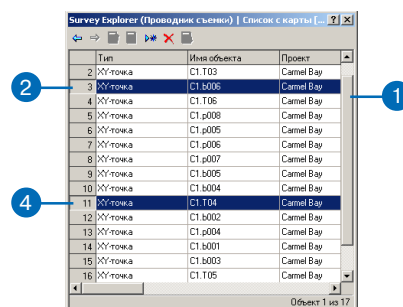 Survey Explorer (Проводник съемки) | Список с карты [...
Тип Имя объекта Проект
2 XY-точка C1.T03 Carmel Bay
3 XY-точка C1.b006 Carmel Bay
4 XY-точка C1.T06 Carmel Bay
5 XY-точка C1.p008 Carmel Bay
6 XY-точка C1.p005 Carmel Bay
7 XY-точка C1.p006 Carmel Bay
8 XY-точка C1.p007 Carmel Bay
9 XY-точка C1.b005 Carmel Bay
10 XY-точка C1.b004 Carmel Bay
11 XY-точка C1.T04 Carmel Bay
12 XY-точка C1.b002 Carmel Bay
13 XY-точка C1.p004 Carmel Bay
14 XY-точка C1.b001 Carmel Bay
15 XY-точка C1.b003 Carmel Bay
16 XY-точка C1.T05 Carmel Bay
Объект 1 из 17
2
1
4